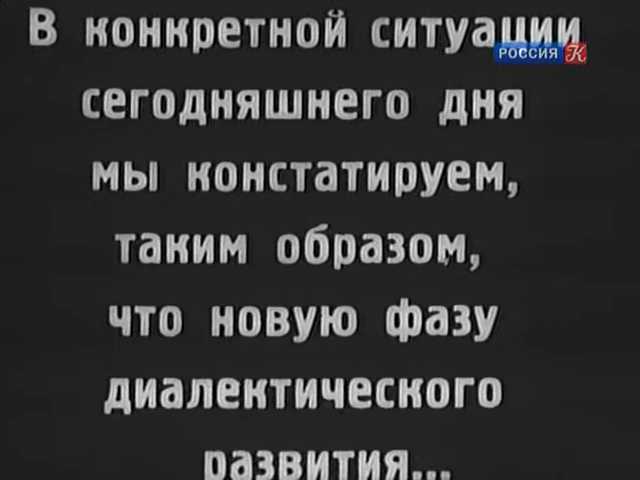 В конкретной ситуации
РОССИЯ К
сегодняшнего дня
мы констатируем,
таким образом,
что новую фазу
диалектического
развития...